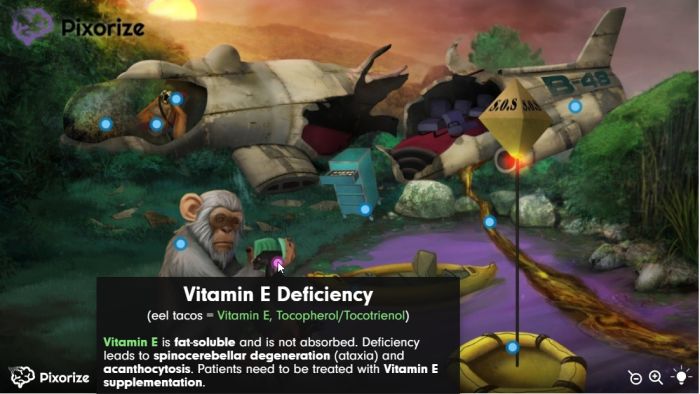 Pixorize
S.O.S S.O.S
B-48
Vitamin E Deficiency
(eel tacos = Vitamin E, Tocopherol/Tocotrienol)
Vitamin E is fat-soluble and is not absorbed. Deficiency
leads to spinocerebellar degeneration (ataxia) and
acanthocytosis. Patients need to be treated with Vitamin E
supplementation.
Pixorize